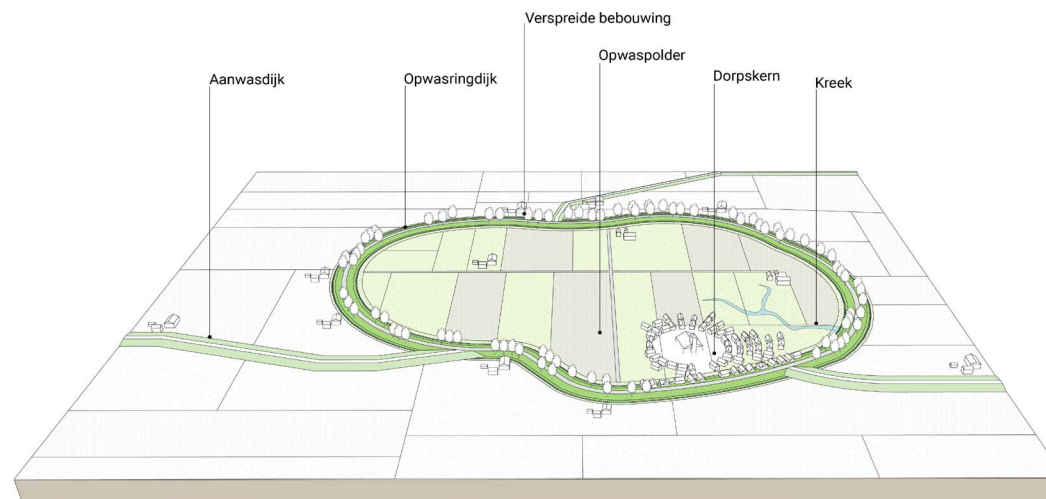 Verspreide bebouwing
Opwaspolder
Aanwasdijk
Opwasringdijk
Dorpskern
Kreek